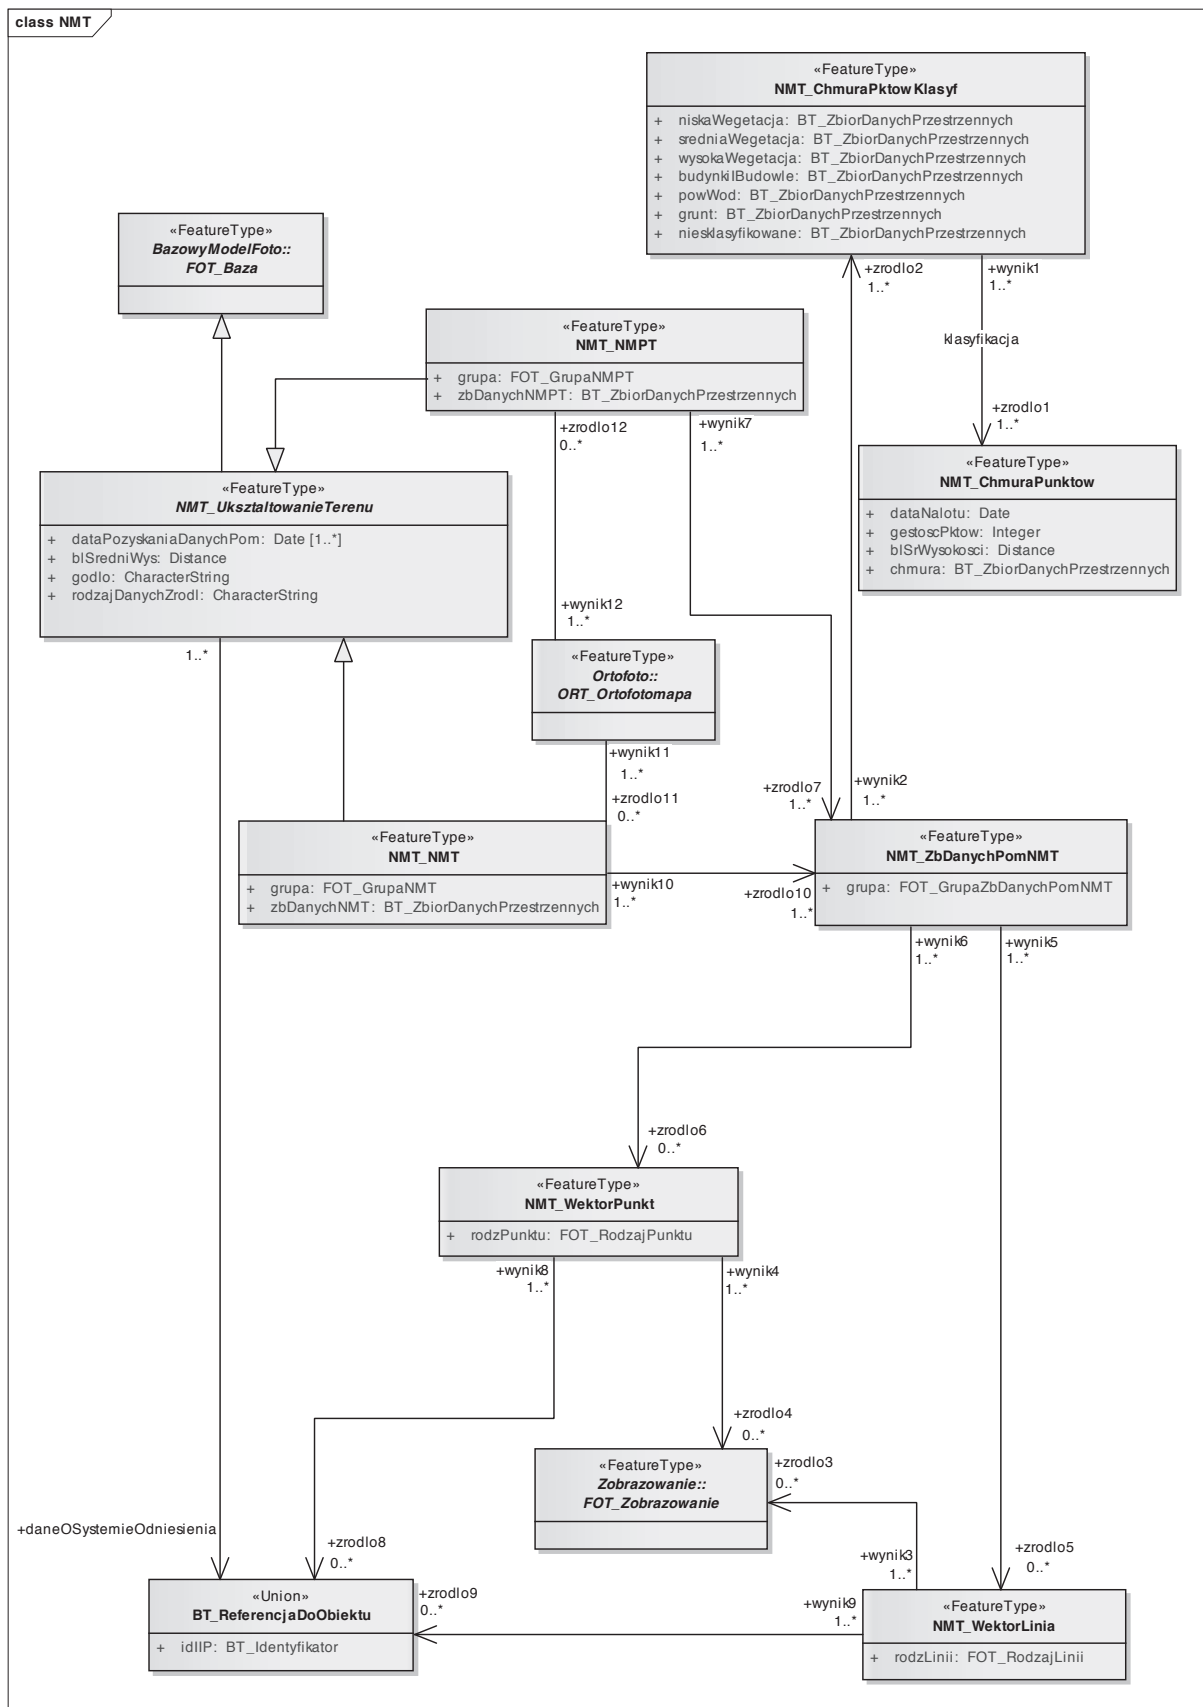 class NMT
«FeatureType»
NMT_ChmuraPktowKlasyf
+ niskaWegetacja: BT_ZbiorDanychPrzestrzennych
+ sredniaWegetacja: BT_ZbiorDanychPrzestrzennych
+ wysokaWegetacja: BT_ZbiorDanychPrzestrzennych
+ budynkiIBudowle: BT_ZbiorDanychPrzestrzennych
+ powWod: BT_ZbiorDanychPrzestrzennych
+ grunt: BT_ZbiorDanychPrzestrzennych
+ niesklasyfikowane: BT_ZbiorDanychPrzestrzennych
«FeatureType»
BazowyModelFoto::
FOT_Baza
+zrodlo2
1..*
+wynik1
1..*
klasyfikacja
«FeatureType»
NMT_NMPT
+ grupa: FOT_GrupaNMPT
+ zbDanychNMPT: BT_ZbiorDanychPrzestrzennych
+zrodlo12
0..*
+wynik7
1..*
+zrodlo1
1..*
«FeatureType»
NMT_ChmuraPunktow
+ dataNalotu: Date
+ gestoscPktow: Integer
+ blSrWysokosci: Distance
+ chmura: BT_ZbiorDanychPrzestrzennych
«FeatureType»
NMT_UksztaltowanieTerenu
+ dataPozyskaniaDanychPom: Date [1..*]
+ blSredniWys: Distance
+ godlo: CharacterString
+ rodzajDanychZrodl: CharacterString
1..*
+wynik12
1..*
«FeatureType»
Ortofoto::
ORT_Ortofotomapa
+wynik11
1..*
+zrodlo11
0..*
+zrodlo7
1..*
+wynik2
1..*
«FeatureType»
NMT_NMT
+ grupa: FOT_GrupaNMT
+ zbDanychNMT: BT_ZbiorDanychPrzestrzennych
+wynik10
1..*
+zrodlo10
1..*
«FeatureType»
NMT_ZbDanychPomNMT
+ grupa: FOT_GrupaZbDanychPomNMT
+wynik6
1..*
+wynik5
1..*
+zrodlo6
0..*
«FeatureType»
NMT_WektorPunkt
+ rodzPunktu: FOT_RodzajPunktu
+wynik8
1..*
+wynik4
1..*
+zrodlo4
0..*
«FeatureType»
Zobrazowanie::
FOT_Zobrazowanie
+zrodlo3
0..*
+daneOSystemieOdniesienia
+zrodlo8
0..*
+wynik3
1..*
+zrodlo5
0..*
«Union»
BT_ReferencjaDoObiektu
+ idIIP: BT_Identyfikator
+zrodlo9
0..*
+wynik9
1..*
«FeatureType»
NMT_WektorLinia
+ rodzLinii: FOT_RodzajLinii